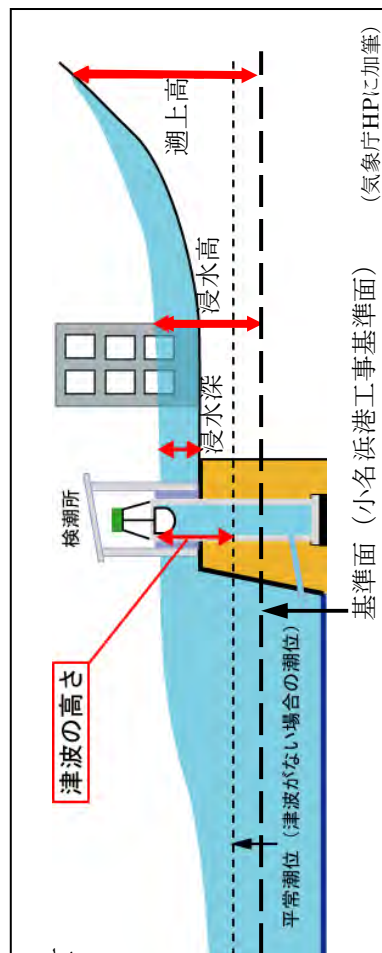 検潮所
津波の高さ
浸水深
浸水高
遡上高
平常潮位（津波がない場合の潮位）
基準面（小名浜港工事基準面）
（気象庁HPに加筆）